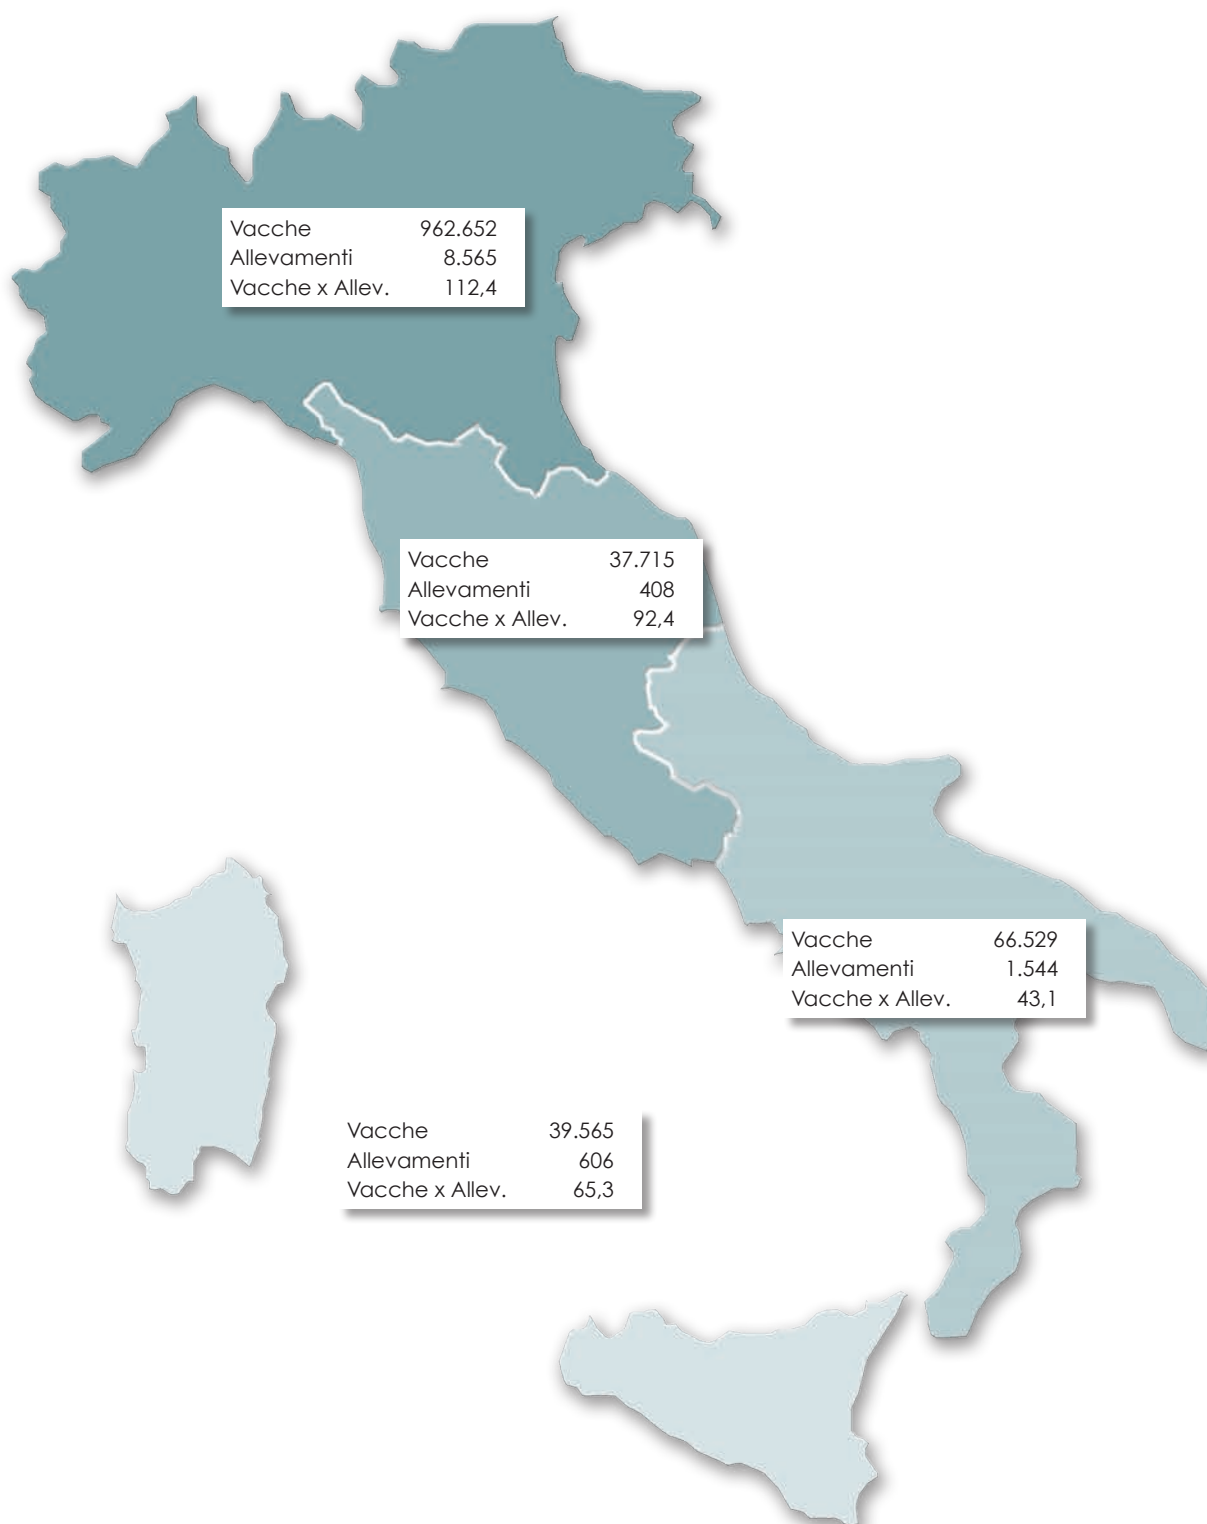 Vacche 962.652
Allevamenti 8.565
Vacche x Allev. 112,4
Vacche 37.715
Allevamenti 408
Vacche x Allev. 92,4
Vacche 66.529
Allevamenti 1.544
Vacche x Allev. 43,1
Vacche 39.565
Allevamenti 606
Vacche x Allev. 65,3